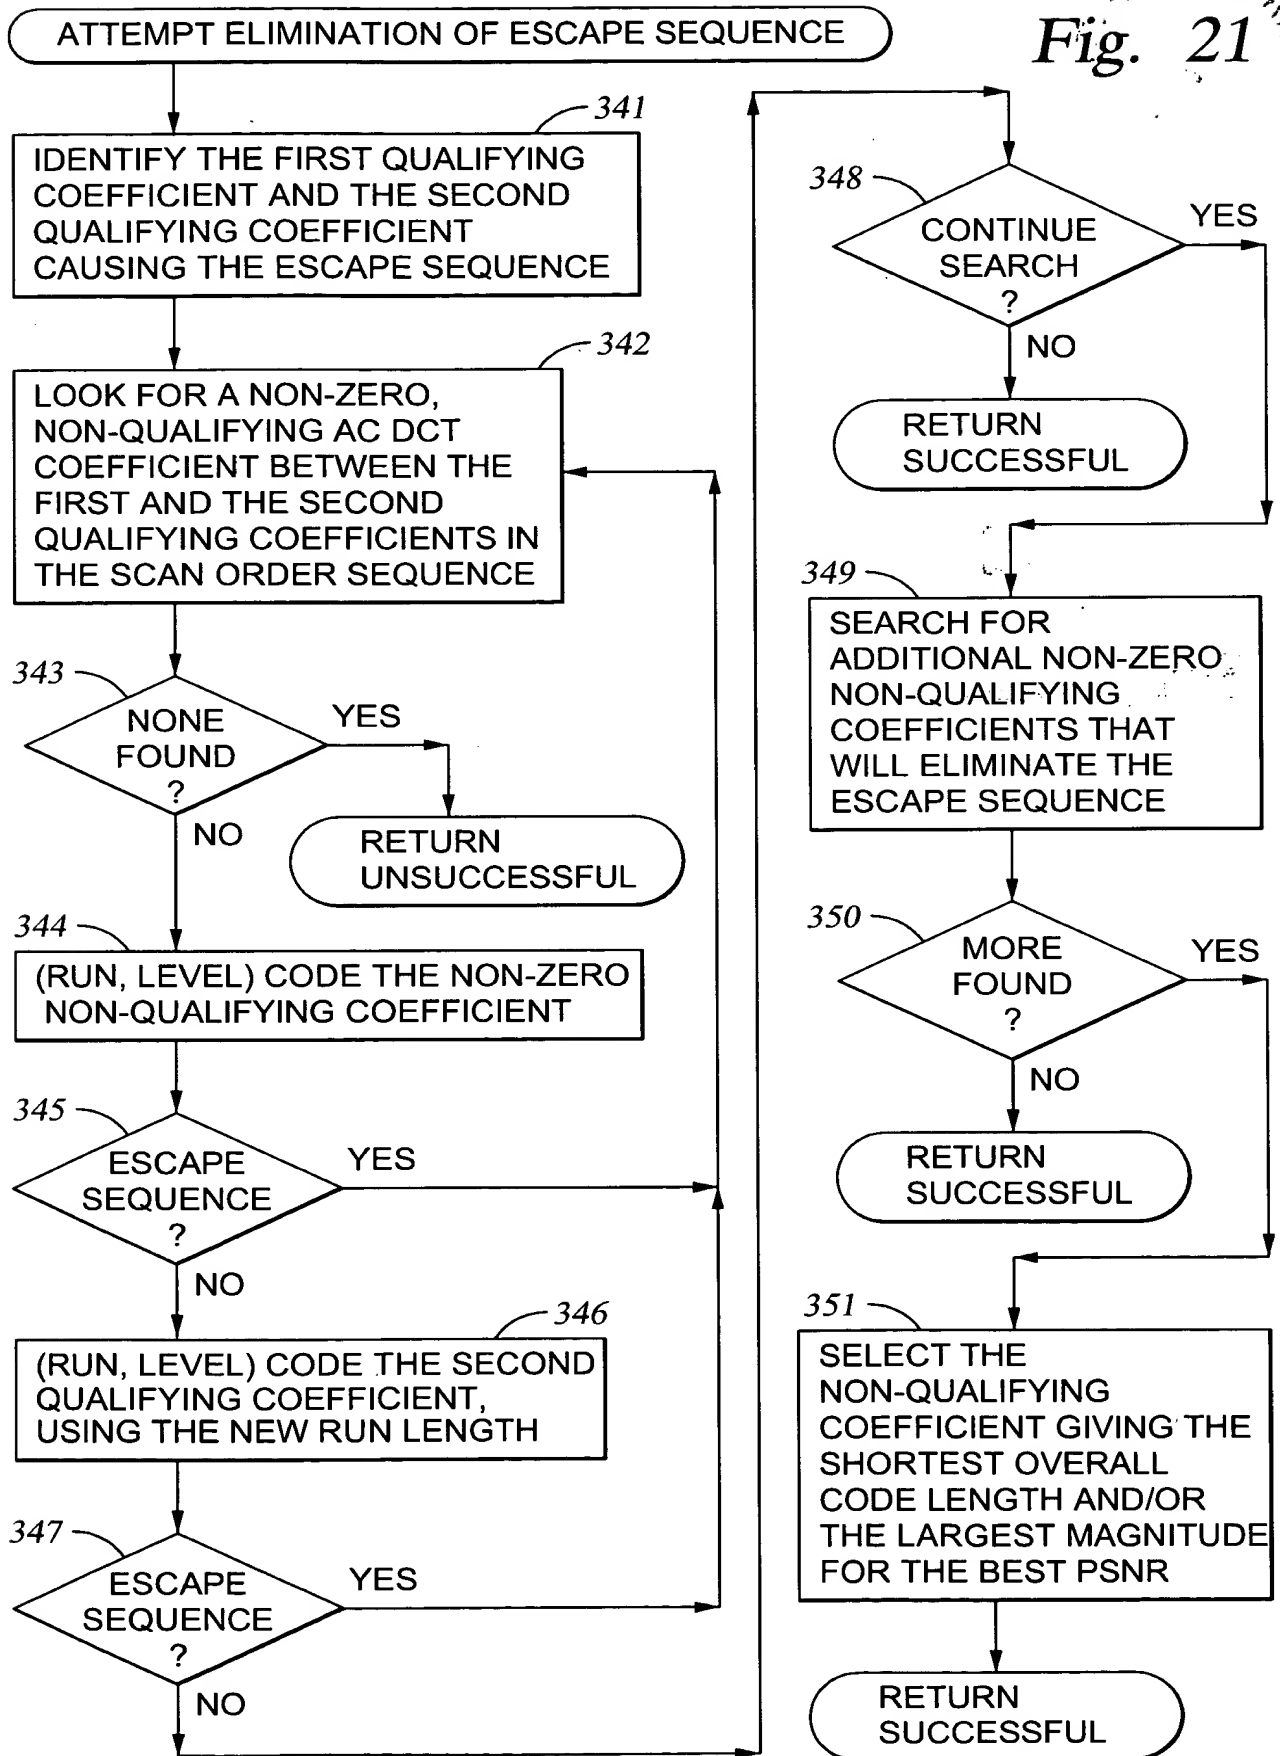 ATTEMPT ELIMINATION OF ESCAPE SEQUENCE
Fig. 21
341
IDENTIFY THE FIRST QUALIFYING
COEFFICIENT AND THE SECOND
QUALIFYING COEFFICIENT
CAUSING THE ESCAPE SEQUENCE
342
LOOK FOR A NON-ZERO,
NON-QUALIFYING AC DCT
COEFFICIENT BETWEEN THE
FIRST AND THE SECOND
QUALIFYING COEFFICIENTS IN
THE SCAN ORDER SEQUENCE
343
NONE
FOUND
?
YES
NO
RETURN
UNSUCCESSFUL
344
(RUN, LEVEL) CODE THE NON-ZERO
NON-QUALIFYING COEFFICIENT
345
ESCAPE
SEQUENCE
?
YES
NO
346
(RUN, LEVEL) CODE THE SECOND
QUALIFYING COEFFICIENT,
USING THE NEW RUN LENGTH
347
ESCAPE
SEQUENCE
?
YES
NO
348
CONTINUE
SEARCH
?
YES
NO
RETURN
SUCCESSFUL
349
SEARCH FOR
ADDITIONAL NON-ZERO
NON-QUALIFYING
COEFFICIENTS THAT
WILL ELIMINATE THE
ESCAPE SEQUENCE
350
MORE
FOUND
?
YES
NO
RETURN
SUCCESSFUL
351
SELECT THE
NON-QUALIFYING
COEFFICIENT GIVING THE
SHORTEST OVERALL
CODE LENGTH AND/OR
THE LARGEST MAGNITUDE
FOR THE BEST PSNR
RETURN
SUCCESSFUL